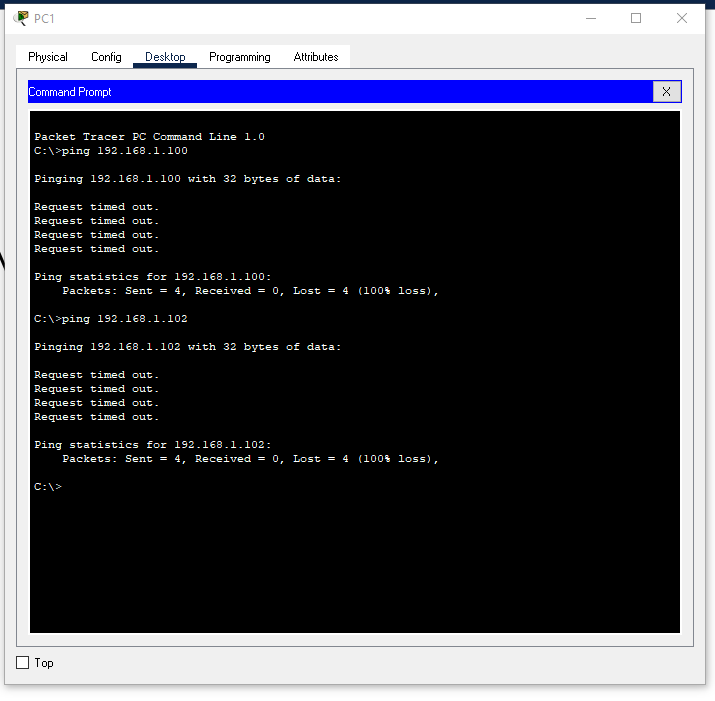 PC1
Physical Config Desktop Programming Attributes
Command Prompt X
Packet Tracer PC Command Line 1.0
C:\>ping 192.168.1.100
Pinging 192.168.1.100 with 32 bytes of data:
Request timed out.
Request timed out.
Request timed out.
Request timed out.
Ping statistics for 192.168.1.100:
Packets: Sent = 4, Received = 0, Lost = 4 (100% loss),
C:\>ping 192.168.1.102
Pinging 192.168.1.102 with 32 bytes of data:
Request timed out.
Request timed out.
Request timed out.
Request timed out.
Ping statistics for 192.168.1.102:
Packets: Sent = 4, Received = 0, Lost = 4 (100% loss),
C:\>
Top